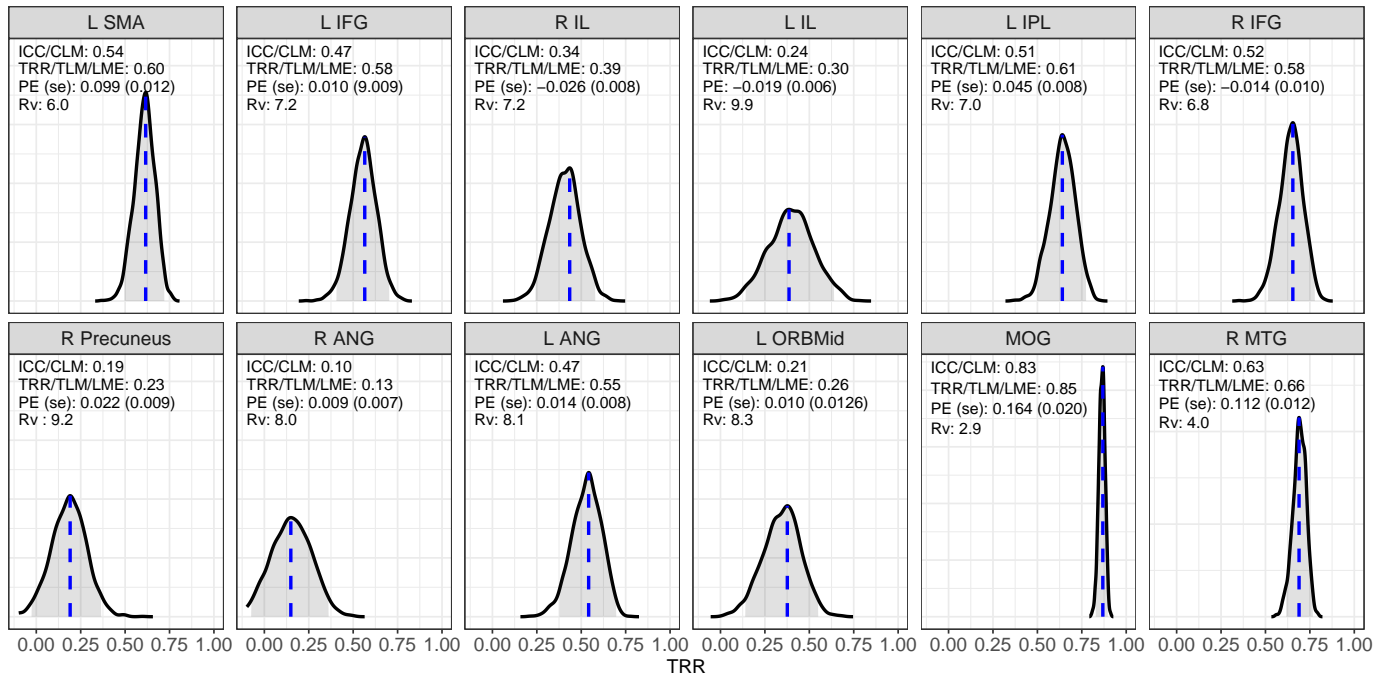 L SMA
ICC/CLM: 0.54
TRR/TLM/LME: 0.60
PE (se): 0.099 (0.012)
Rv: 6.0
L IFG
ICC/CLM: 0.47
TRR/TLM/LME: 0.58
PE (se): 0.010 (9.009)
Rv: 7.2
R IL
ICC/CLM: 0.34
TRR/TLM/LME: 0.39
PE (se): −0.026 (0.008)
Rv: 7.2
L IL
ICC/CLM: 0.24
TRR/TLM/LME: 0.30
PE: −0.019 (0.006)
Rv: 9.9
L IPL
ICC/CLM: 0.51
TRR/TLM/LME: 0.61
PE (se): 0.045 (0.008)
Rv: 7.0
R IFG
ICC/CLM: 0.52
TRR/TLM/LME: 0.58
PE (se): −0.014 (0.010)
Rv: 6.8
R Precuneus
ICC/CLM: 0.19
TRR/TLM/LME: 0.23
PE (se): 0.022 (0.009)
Rv : 9.2
R ANG
ICC/CLM: 0.10
TRR/TLM/LME: 0.13
PE (se): 0.009 (0.007)
Rv: 8.0
L ANG
ICC/CLM: 0.47
TRR/TLM/LME: 0.55
PE (se): 0.014 (0.008)
Rv: 8.1
L ORBMid
ICC/CLM: 0.21
TRR/TLM/LME: 0.26
PE (se): 0.010 (0.0126)
Rv: 8.3
MOG
ICC/CLM: 0.83
TRR/TLM/LME: 0.85
PE (se): 0.164 (0.020)
Rv: 2.9
R MTG
ICC/CLM: 0.63
TRR/TLM/LME: 0.66
PE (se): 0.112 (0.012)
Rv: 4.0
0.00 0.25 0.50 0.75 1.00
0.00 0.25 0.50 0.75 1.00
0.00 0.25 0.50 0.75 1.00
0.00 0.25 0.50 0.75 1.00
0.00 0.25 0.50 0.75 1.00
0.00 0.25 0.50 0.75 1.00
TRR